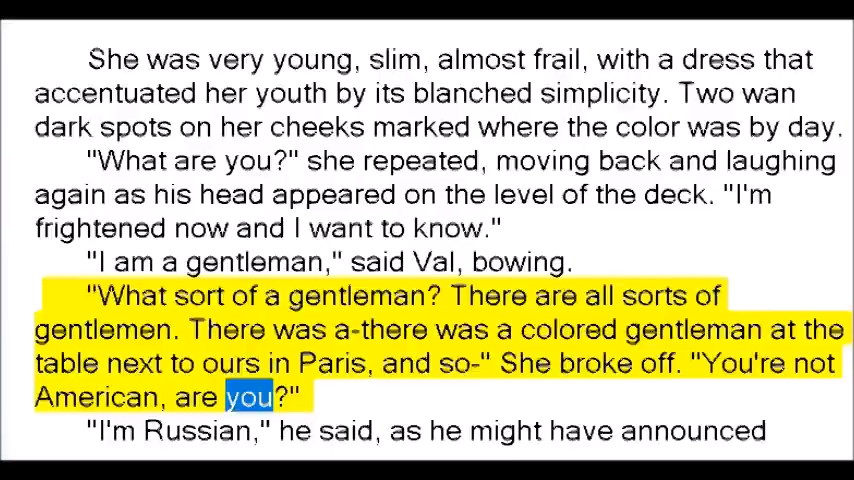 She was very young, slim, almost frail, with a dress that
accentuated her youth by its blanched simplicity. Two wan
dark spots on her cheeks marked where the color was by day.
"What are you?" she repeated, moving back and laughing
again as his head appeared on the level of the deck. "I'm
frightened now and I want to know."
"I am a gentleman," said Val, bowing.
"What sort of a gentleman? There are all sorts of
gentlemen. There was a-there was a colored gentleman at the
table next to ours in Paris, and so-" She broke off. "You're not
American, are you?"
"I'm Russian," he said, as he might have announced